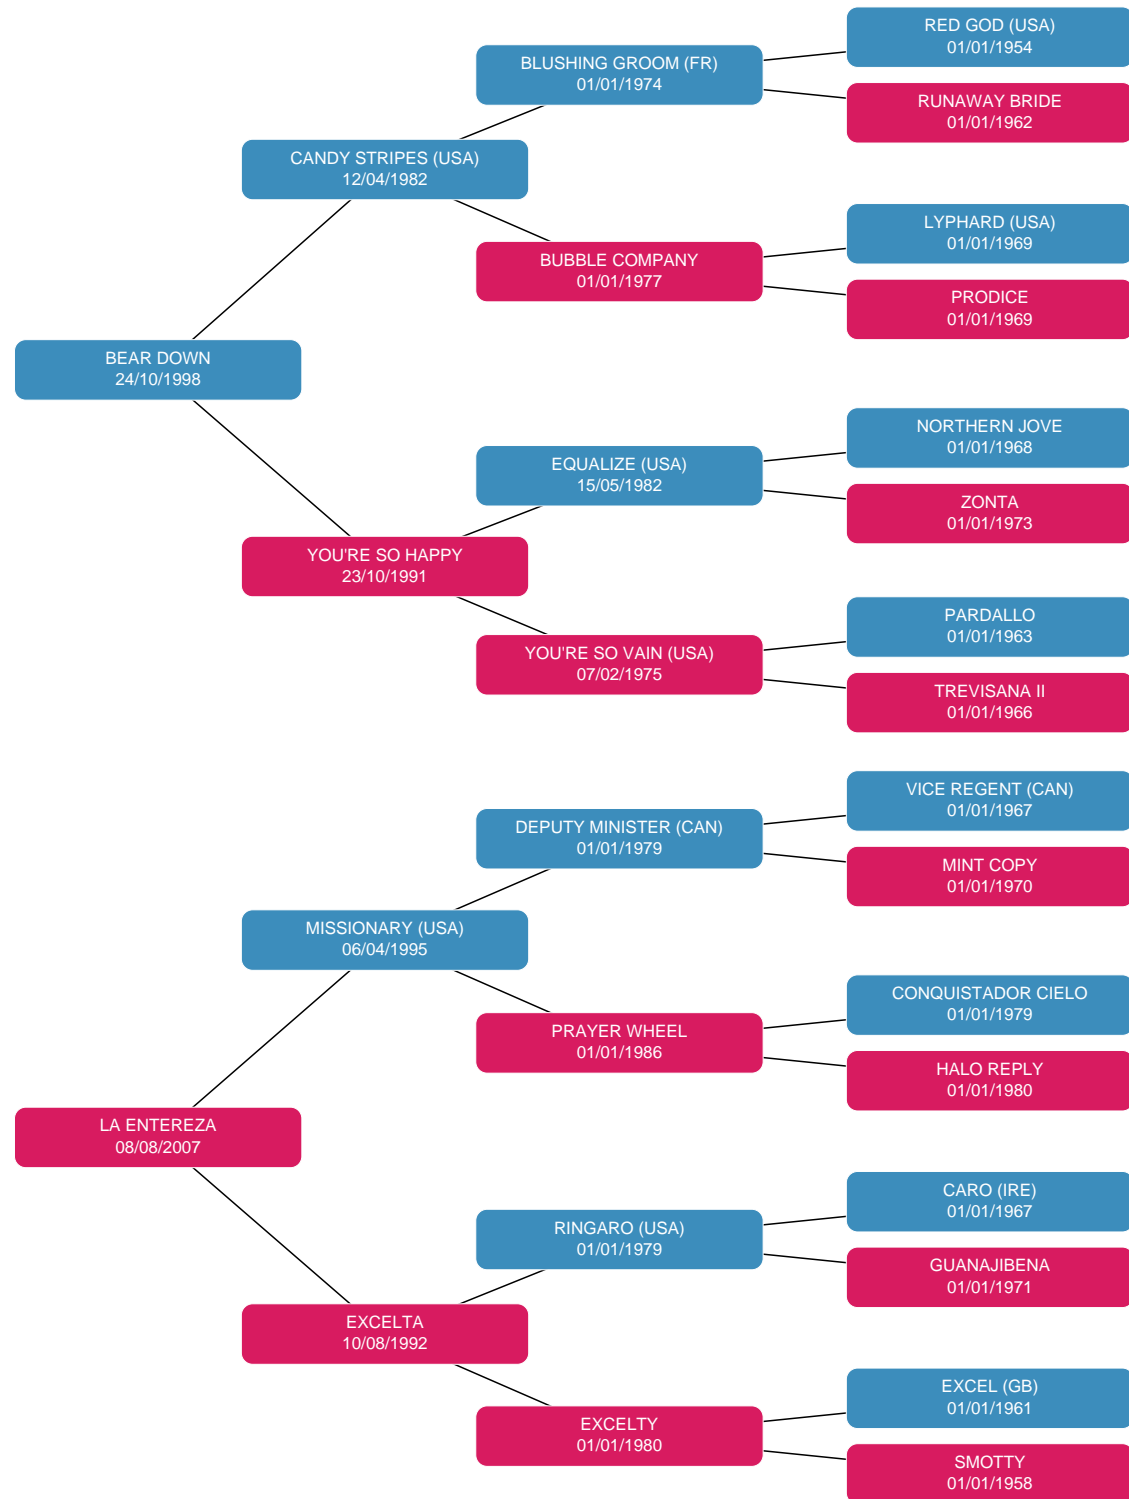 RED GOD (USA)
01/01/1954
BLUSHING GROOM (FR)
01/01/1974
RUNAWAY BRIDE
01/01/1962
CANDY STRIPES (USA)
12/04/1982
LYPHARD (USA)
01/01/1969
BUBBLE COMPANY
01/01/1977
PRODICE
01/01/1969
BEAR DOWN
24/10/1998
NORTHERN JOVE
01/01/1968
EQUALIZE (USA)
15/05/1982
ZONTA
01/01/1973
YOU'RE SO HAPPY
23/10/1991
PARDALLO
01/01/1963
YOU'RE SO VAIN (USA)
07/02/1975
TREVISANA II
01/01/1966
VICE REGENT (CAN)
01/01/1967
DEPUTY MINISTER (CAN)
01/01/1979
MINT COPY
01/01/1970
MISSIONARY (USA)
06/04/1995
CONQUISTADOR CIELO
01/01/1979
PRAYER WHEEL
01/01/1986
HALO REPLY
01/01/1980
LA ENTEREZA
08/08/2007
CARO (IRE)
01/01/1967
RINGARO (USA)
01/01/1979
GUANAJIBENA
01/01/1971
EXCELTA
10/08/1992
EXCEL (GB)
01/01/1961
EXCELTY
01/01/1980
SMOTTY
01/01/1958